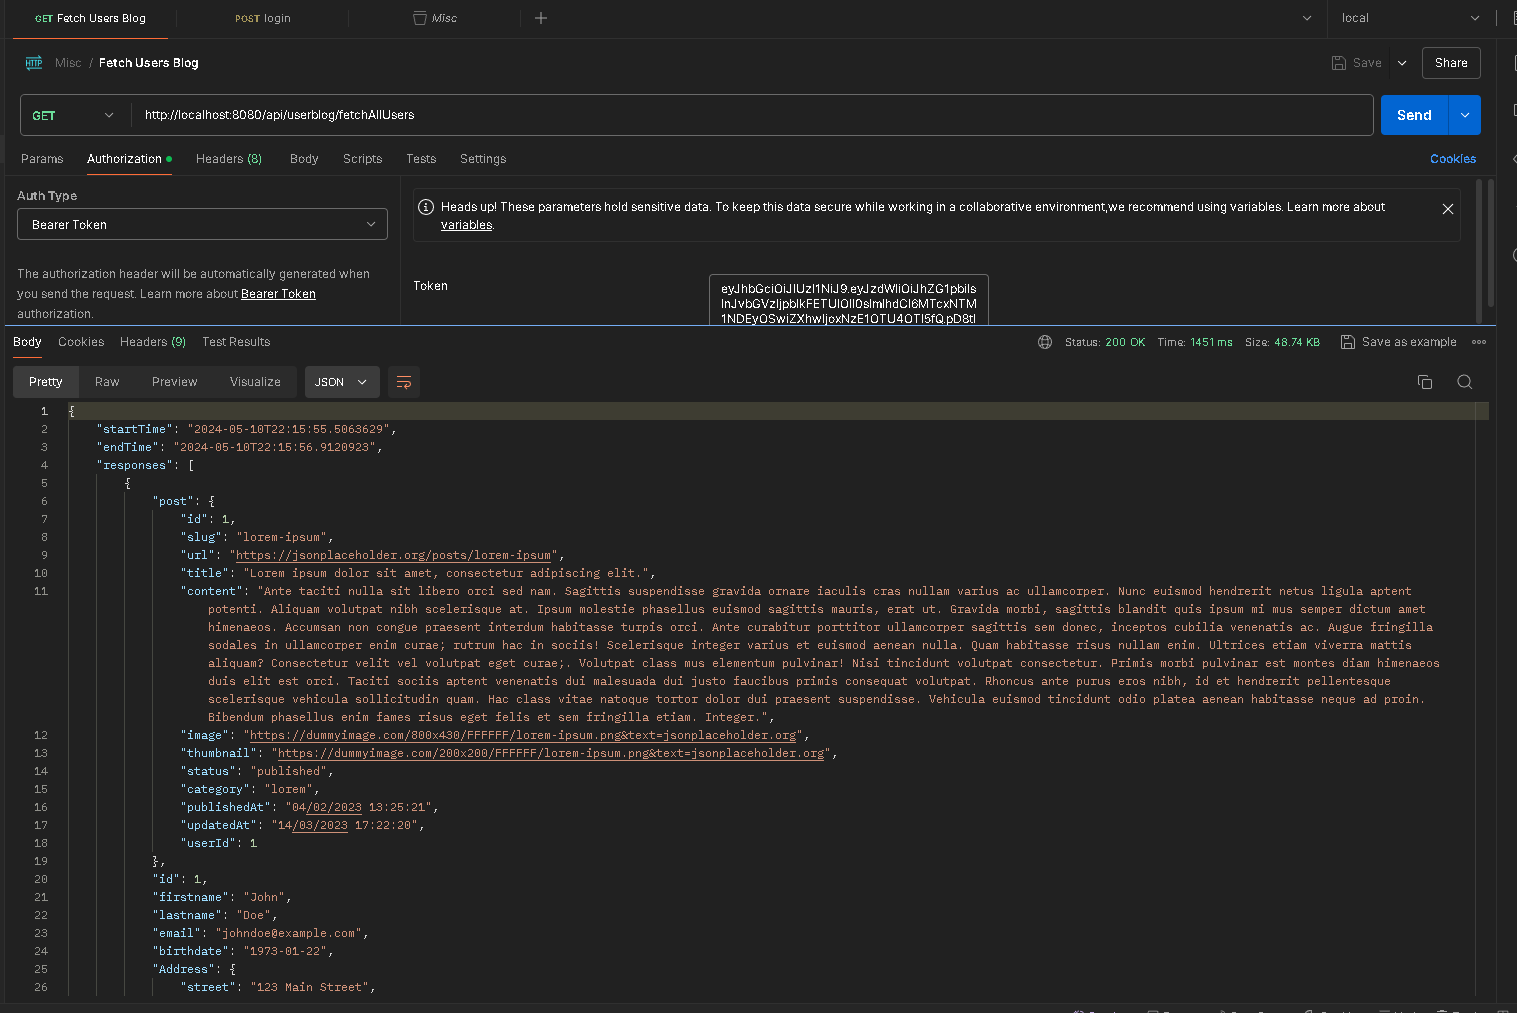 GET Fetch Users Blog
POST login
Misc
local
HTTP Misc / Fetch Users Blog
Save
Share
GET
http://localhost:8080/api/userblog/fetchAllUsers
Send
Params Authorization Headers (8) Body Scripts Tests Settings
Cookies
Auth Type
Bearer Token
The authorization header will be automatically generated when
you send the request. Learn more about Bearer Token
authorization.
Heads up! These parameters hold sensitive data. To keep this data secure while working in a collaborative environment,we recommend using variables. Learn more about
variables.
Token
Body Cookies Headers (9) Test Results
Status: 200 OK Time: 1451 ms Size: 48.74 KB
Save as example
Pretty Raw Preview Visualize JSON
1 {
2 "startTime": "2024-05-10T22:15:55.5063629",
3 "endTime": "2024-05-10T22:15:56.9120923",
4 "responses": [
5 {
6 "post": {
7 "id": 1,
8 "slug": "lorem-ipsum",
9 "url": "https://jsonplaceholder.org/posts/lorem-ipsum",
10 "title": "Lorem ipsum dolor sit amet, consectetur adipiscing elit.",
11 "content": "Ante taciti nulla sit libero orci sed nam. Sagittis suspendisse gravida ornare iaculis cras nullam varius ac ullamcorper. Nunc euismod hendrerit netus ligula aptent
potenti. Aliquam volutpat nibh scelerisque at. Ipsum molestie phasellus euismod sagittis mauris, erat ut. Gravida morbi, sagittis blandit quis ipsum mi mus semper dictum amet
himenaeos. Accumsan non congue praesent interdum habitasse turpis orci. Ante curabitur porttitor ullamcorper sagittis sem donec, inceptos cubilia venenatis ac. Augue fringilla
sodales in ullamcorper enim curae; rutrum hac in sociis! Scelerisque integer varius et euismod aenean nulla. Quam habitasse risus nullam enim. Ultrices etiam viverra mattis
aliquam? Consectetur velit vel volutpat eget curae;. Volutpat class mus elementum pulvinar! Nisi tincidunt volutpat consectetur. Primis morbi pulvinar est montes diam himenaeos
duis elit est orci. Taciti sociis aptent venenatis dui malesuada dui justo faucibus primis consequat volutpat. Rhoncus ante purus eros nibh, id et hendrerit pellentesque
scelerisque vehicula sollicitudin quam. Hac class vitae natoque tortor dolor dui praesent suspendisse. Vehicula euismod tincidunt odio platea aenean habitasse neque ad proin.
Bibendum phasellus enim fames risus eget felis et sem fringilla etiam. Integer.",
12 "image": "https://dummyimage.com/800x430/FFFFFF/lorem-ipsum.png&text=jsonplaceholder.org",
13 "thumbnail": "https://dummyimage.com/200x200/FFFFFF/lorem-ipsum.png&text=jsonplaceholder.org",
14 "status": "published",
15 "category": "lorem",
16 "publishedAt": "04/02/2023 13:25:21",
17 "updatedAt": "14/03/2023 17:22:20",
18 "userId": 1
19 },
20 "id": 1,
21 "firstname": "John",
22 "lastname": "Doe",
23 "email": "johndoe@example.com",
24 "birthdate": "1973-01-22",
25 "Address": {
26 "street": "123 Main Street",